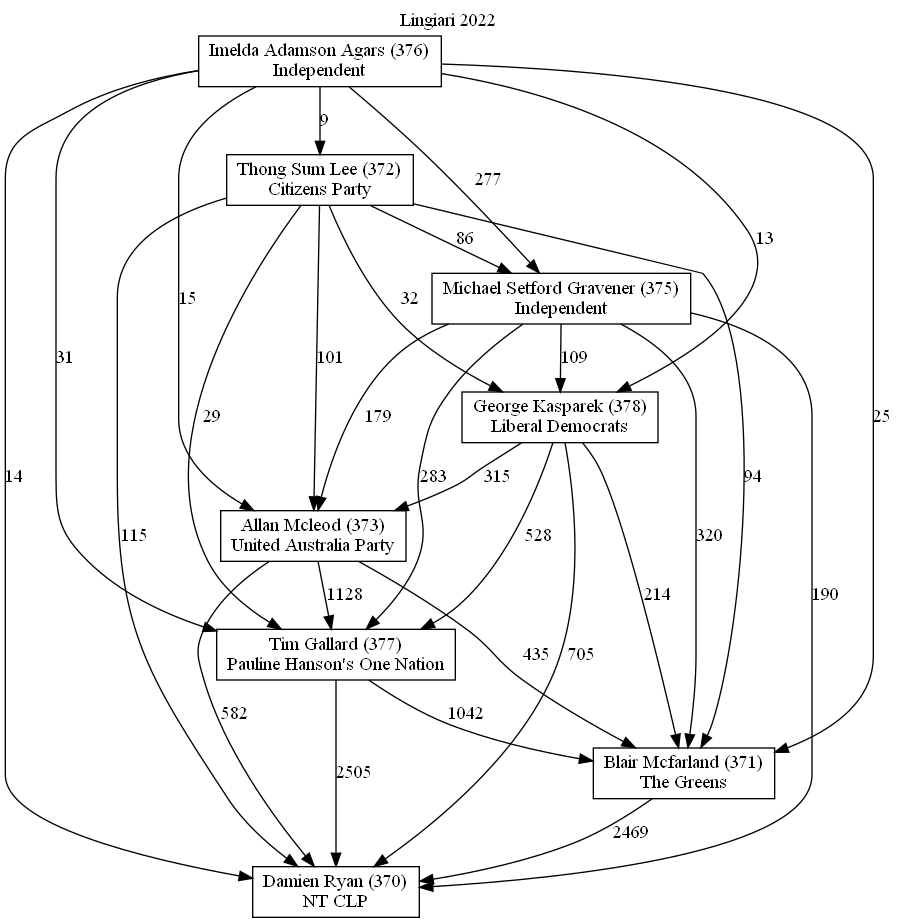 Lingiari 2022
Imelda Adamson Agars (376)
Independent
9
Thong Sum Lee (372)
Citizens Party
277
86
13
Michael Setford Gravener (375)
Independent
15
32
31
101
109
George Kasparek (378)
Liberal Democrats
29
179
25
14
283
315
94
Allan Mcleod (373)
United Australia Party
115
528
320
1128
214
190
Tim Gallard (377)
Pauline Hanson's One Nation
435
705
582
1042
Blair Mcfarland (371)
The Greens
2505
2469
Damien Ryan (370)
NT CLP